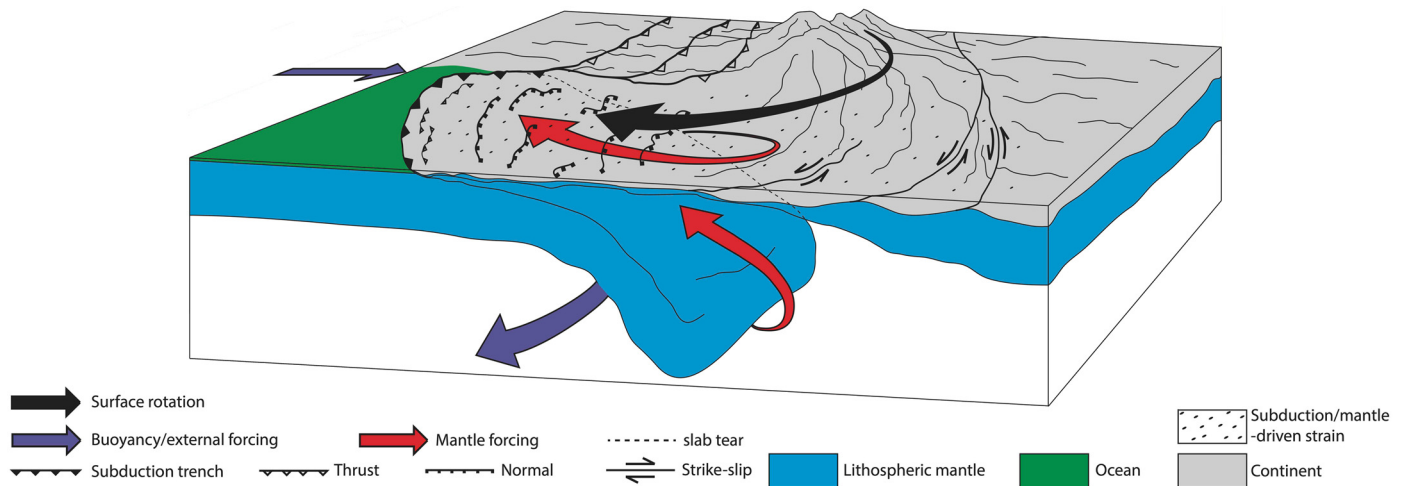 Surface rotation
Buoyancy/external forcing
Mantle forcing
slab tear
Subduction/mantle
-driven strain
Subduction trench
Thrust
Normal
Strike-slip
Lithospheric mantle
Ocean
Continent